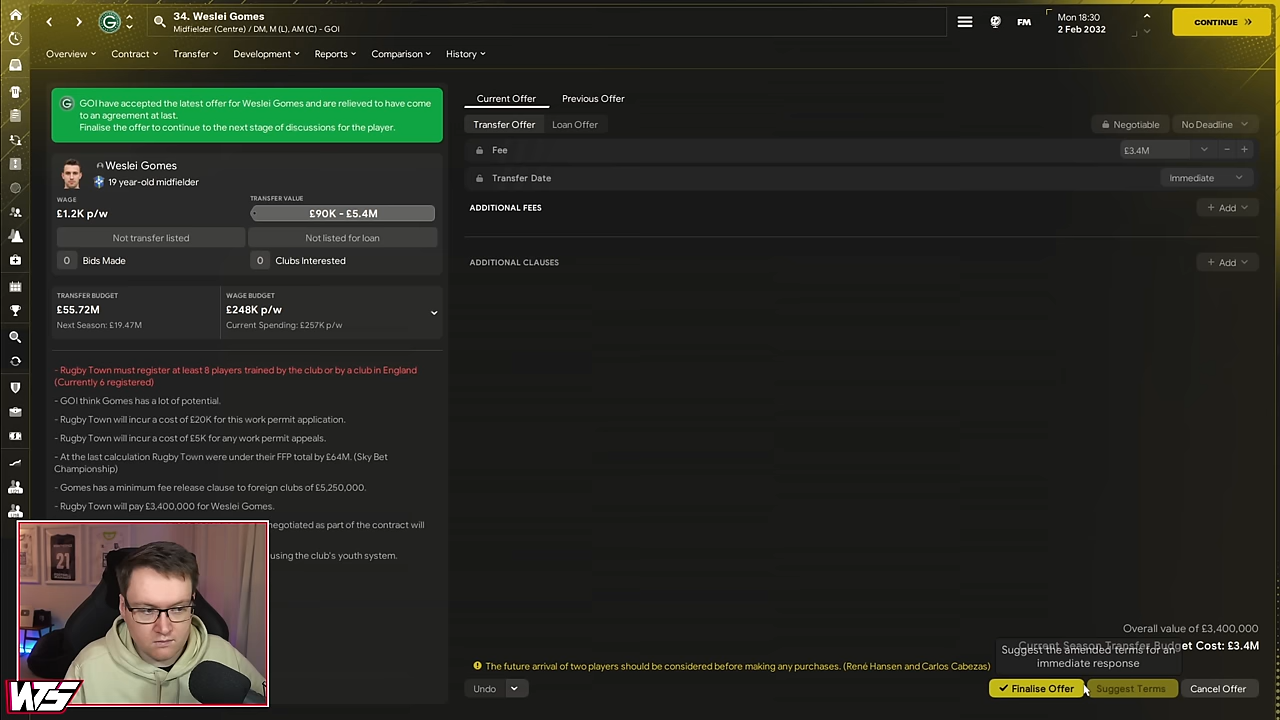 34. Weslei Gomes
Midfielder (Centre) / DM, M (L), AM (C) - GOI
FM
Mon 18:30
2 Feb 2032
CONTINUE
Overview
Contract
Transfer
Development
Reports
Comparison
History
GOI have accepted the latest offer for Weslei Gomes and are relieved to have come
to an agreement at last.
Finalise the offer to continue to the next stage of discussions for the player.
Weslei Gomes
19 year-old midfielder
WAGE
£1.2K p/w
TRANSFER VALUE
£90K - £5.4M
Not transfer listed
Not listed for loan
0 Bids Made
0 Clubs Interested
TRANSFER BUDGET
£55.72M
Next Season: £19.47M
WAGE BUDGET
£248K p/w
Current Spending: £257K p/w
- Rugby Town must register at least 8 players trained by the club or by a club in England
(Currently 6 registered)
- GOI think Gomes has a lot of potential.
- Rugby Town will incur a cost of £20K for this work permit application.
- Rugby Town will incur a cost of £5K for any work permit appeals.
- At the last calculation Rugby Town were under their FFP total by £64M. (Sky Bet
Championship)
- Gomes has a minimum fee release clause to foreign clubs of £5,250,000.
- Rugby Town will pay £3,400,000 for Weslei Gomes.
negotiated as part of the contract will
using the club's youth system.
21
WTS
Current Offer
Previous Offer
Transfer Offer
Loan Offer
Negotiable
No Deadline
Fee
£3.4M
Transfer Date
Immediate
ADDITIONAL FEES
+ Add
ADDITIONAL CLAUSES
+ Add
Overall value of £3,400,000
Current Season Transfer Budget Cost: £3.4M
Suggest the amended terms for an
immediate response
The future arrival of two players should be considered before making any purchases. (René Hansen and Carlos Cabezas)
Undo
Finalise Offer
Suggest Terms
Cancel Offer